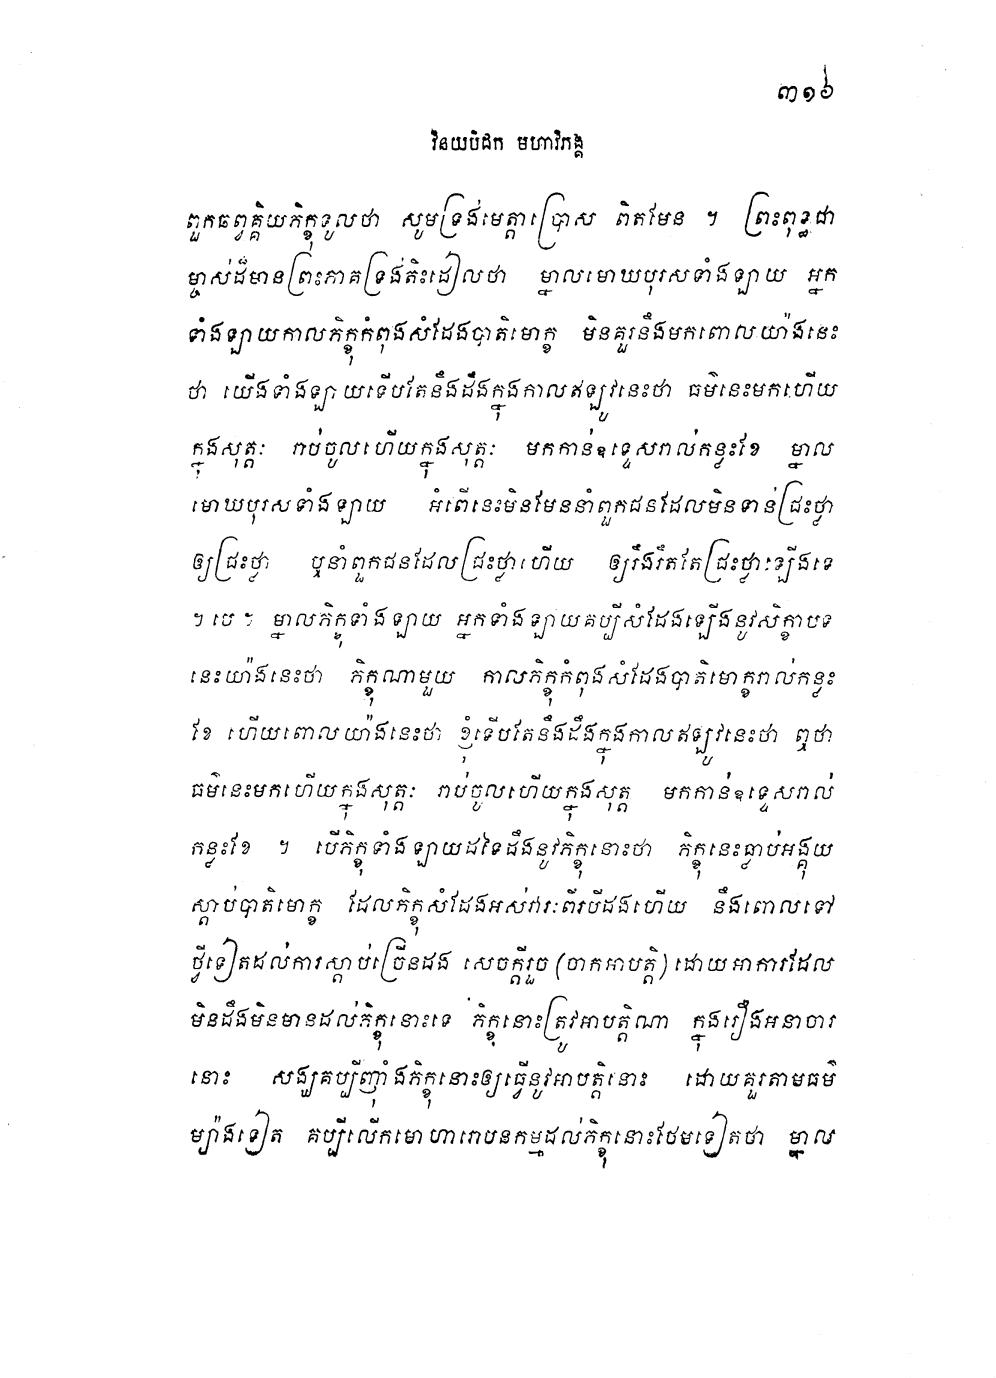 ៣១៦
វិនយបិដក មហាវិភង្គ
ពួកឆព្វគ្គិយភិក្ខុទូលថា សូមទ្រង់មេត្តាប្រោស ពិតមែន ។ ព្រះពុទ្ធជា
ម្ចាស់ដ៏មានព្រះភាគទ្រង់តិះដៀលថា ម្នាលមោឃបុរសទាំងឡាយ អ្នក
ទាំងឡាយកាលភិក្ខុកំពុងសំដែងបាតិមោក្ខ មិនគួរនឹងមកពោលយ៉ាងនេះ
ថា យើងទាំងឡាយទើបតែនឹងដឹងក្នុងកាលឥឡូវនេះថា ធម៌នេះមកហើយ
ក្នុងសុត្តៈ រាប់ចូលហើយក្នុងសុត្តៈ មកកាន់ឧទ្ទេសរាល់កន្លះខែ ម្នាល
មោឃបុរសទាំងឡាយ អំពើនេះមិនមែននាំពួកជនដែលមិនទាន់ជ្រះថ្លា
ឲ្យជ្រះថ្លា ឬនាំពួកជនដែលជ្រះថ្លាហើយ ឲ្យរឹងរឹតតែជ្រះថ្លាឡើងទេ
។ បេ ។ ម្នាលភិក្ខុទាំងឡាយ អ្នកទាំងឡាយគប្បីសំដែងឡើងនូវសិក្ខាបទ
នេះយ៉ាងនេះថា ភិក្ខុណាមួយ កាលភិក្ខុកំពុងសំដែងបាតិមោក្ខរាល់កន្លះ
ខែ ហើយពោលយ៉ាងនេះថា ខ្ញុំទើបតែនឹងដឹងក្នុងកាលឥឡូវនេះថា ឮថា
ធម៌នេះមកហើយក្នុងសុត្តៈ រាប់ចូលហើយក្នុងសុត្ត មកកាន់ឧទ្ទេសរាល់
កន្លះខែ ។ បើភិក្ខុទាំងឡាយដទៃដឹងនូវភិក្ខុនោះថា ភិក្ខុនេះធ្លាប់អង្គុយ
ស្តាប់បាតិមោក្ខ ដែលភិក្ខុសំដែងអស់វារៈពីរបីដងហើយ នឹងពោលទៅ
ថ្វីទៀតដល់ការស្តាប់ច្រើនដង សេចក្តីរួច (ចាកអាបត្តិ) ដោយអាការដែល
មិនដឹងមិនមានដល់ភិក្ខុនោះទេ ភិក្ខុនោះត្រូវអាបត្តិណា ក្នុងរឿងអនាចារ
នោះ សង្ឃគប្បីញ៉ាំងភិក្ខុនោះឲ្យធ្វើនូវអាបត្តិនោះ ដោយគួរតាមធម៌
ម្យ៉ាងទៀត គប្បីលើកមោហារោបនកម្មដល់ភិក្ខុនោះថែមទៀតថា ម្នាល